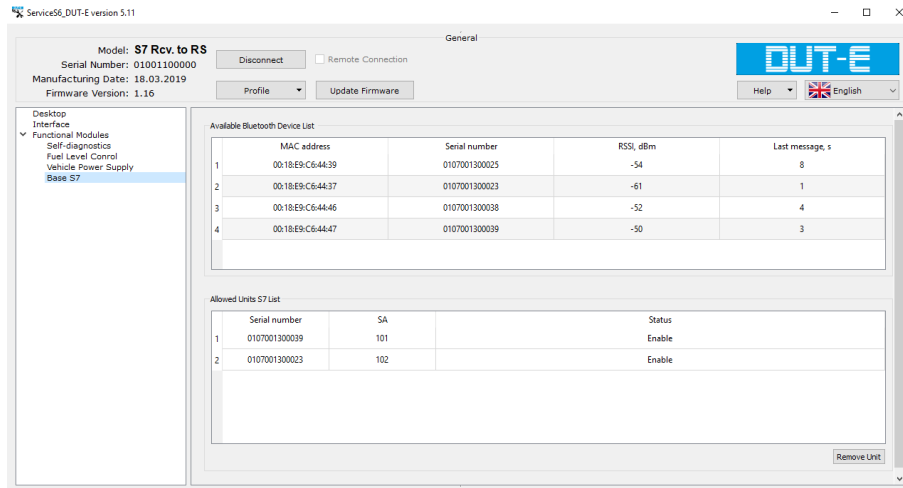 ServiceS6_DUT-E version 5.11
General
Model: S7 Rcv. to RS
Serial Number: 01001100000
Manufacturing Date: 18.03.2019
Firmware Version: 1.16
Disconnect
Remote Connection
Profile
Update Firmware
DUT-E
Help
English
Desktop
Interface
Functional Modules
Self-diagnostics
Fuel Level Conrol
Vehicle Power Supply
Base S7
Available Bluetooth Device List
MAC address Serial number RSSI, dBm Last message, s
1 00:18:E9:C6:44:39 0107001300025 -54 8
2 00:18:E9:C6:44:37 0107001300023 -61 1
3 00:18:E9:C6:44:46 0107001300038 -52 4
4 00:18:E9:C6:44:47 0107001300039 -50 3
Allowed Units S7 List
Serial number SA Status
1 0107001300039 101 Enable
2 0107001300023 102 Enable
Remove Unit